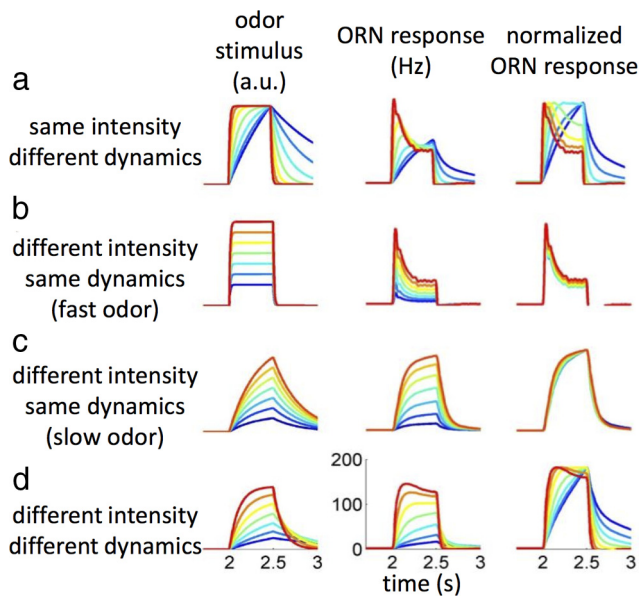 odor
stimulus
(a.u.)
ORN response
(Hz)
normalized
ORN response
a
same intensity
different dynamics
b
different intensity
same dynamics
(fast odor)
c
different intensity
same dynamics
(slow odor)
d
different intensity
different dynamics
200
100
0
2 2.5 3
2 2.5 3
2 2.5 3
time (s)